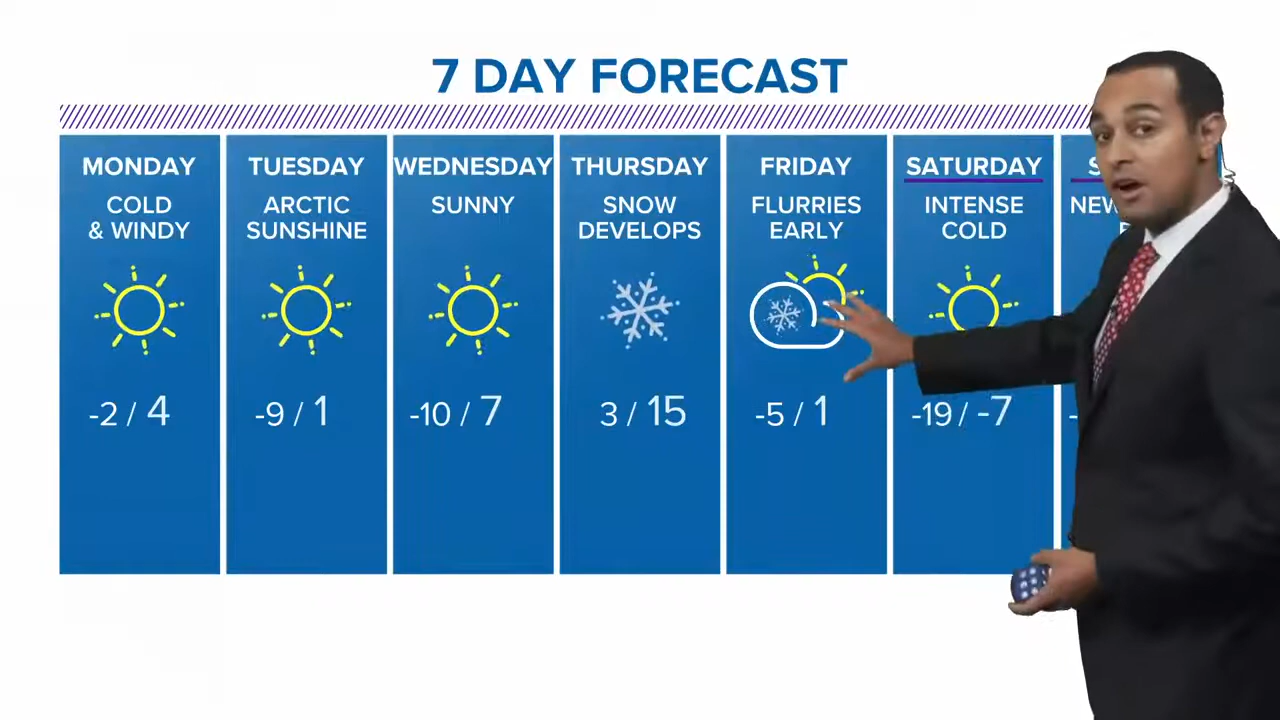 7 DAY FORECAST
MONDAY
COLD
& WINDY
-2 / 4
TUESDAY
ARCTIC
SUNSHINE
-9 / 1
WEDNESDAY
SUNNY
-10 / 7
THURSDAY
SNOW
DEVELOPS
3 / 15
FRIDAY
FLURRIES
EARLY
-5 / 1
SATURDAY
INTENSE
COLD
-19 / -7
NEW